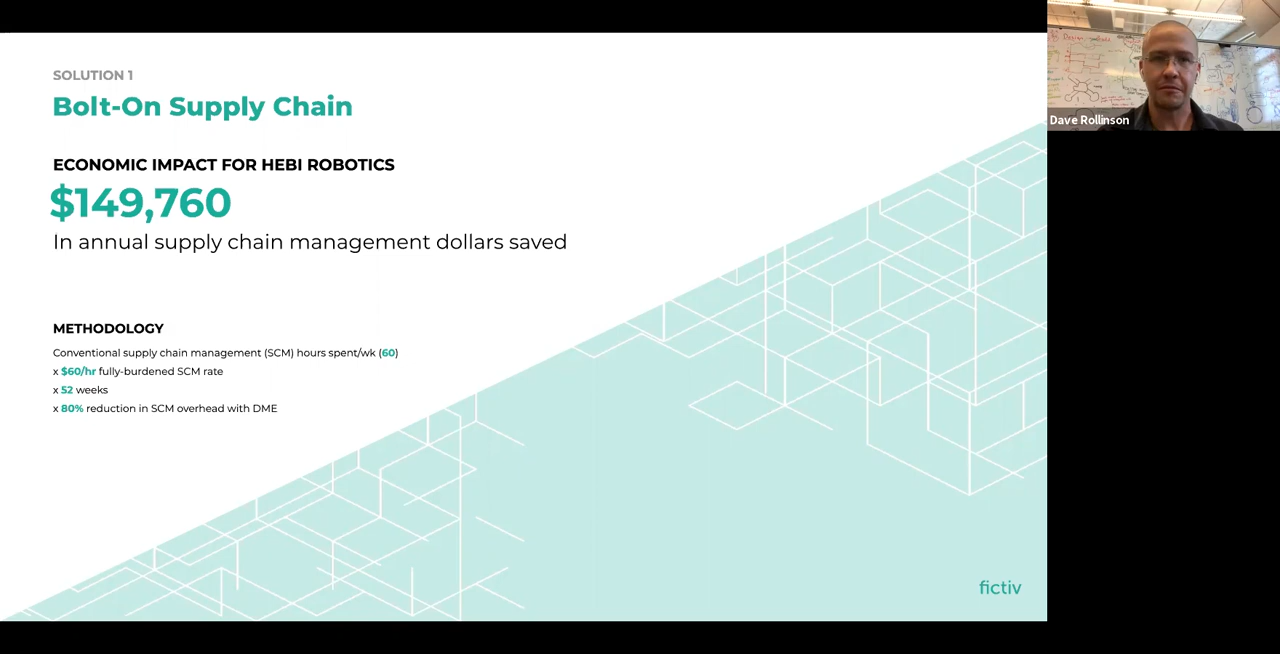 SOLUTION 1
Bolt-On Supply Chain
ECONOMIC IMPACT FOR HEBI ROBOTICS
$149,760
In annual supply chain management dollars saved
METHODOLOGY
Conventional supply chain management (SCM) hours spent/wk (60)
x $60/hr fully-burdened SCM rate
x 52 weeks
x 80% reduction in SCM overhead with DME
fictiv
Dave Rollinson